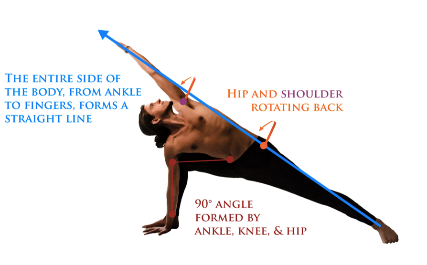 THE ENTIRE SIDE OF
THE BODY, FROM ANKLE
TO FINGERS, FORMS A
STRAIGHT LINE
HIP AND SHOULDER
ROTATING BACK
90° ANGLE
FORMED BY
ANKLE, KNEE, & HIP